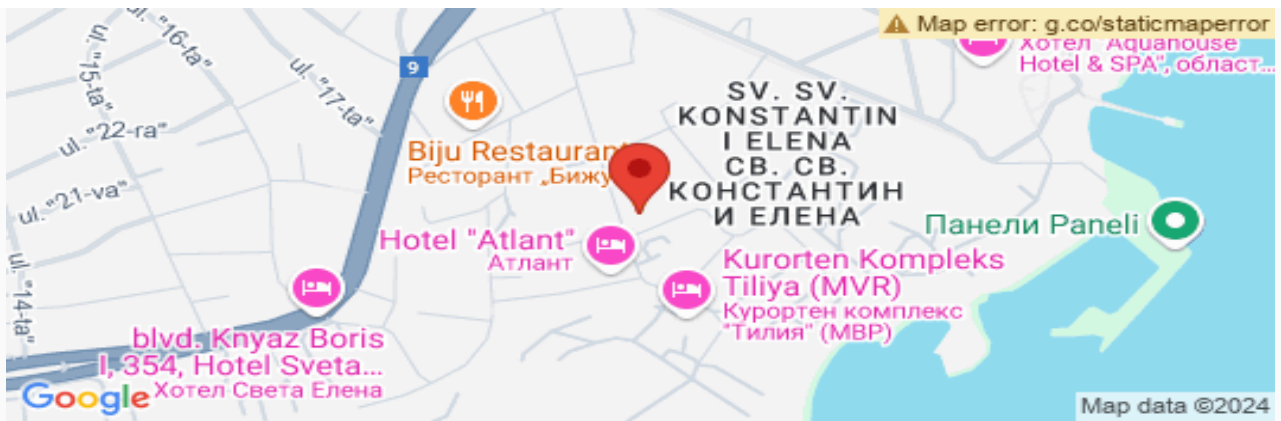 Map error: g.co/staticmaperror
ul. "15-ta"
ul. "16-ta"
ul. "17-ta"
ul. "22-ra"
ul. "21-va"
ul. "14-ta"
9
Biju Restaurant
Ресторант „Бижу
SV. SV.
KONSTANTIN
I ELENA
СВ. СВ.
КОНСТАНТИН
И ЕЛЕНА
Хотел "Aquahouse
Hotel & SPA", област...
Панели Paneli
Hotel "Atlant"
Атлант
Kurorten Kompleks
Tiliya (MVR)
Курортен комплекс
"Тилия" (МВР)
blvd. Knyaz Boris
I, 354, Hotel Sveta...
Хотел Света Елена
Google
Map data ©2024